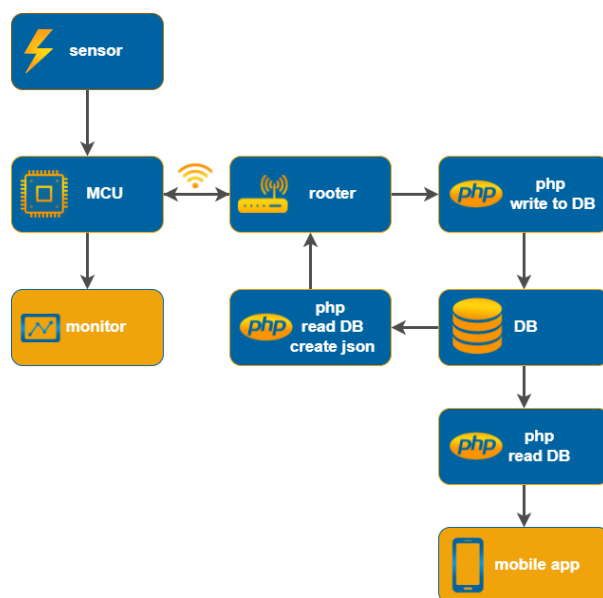 sensor
MCU
rooter
php
php
write to DB
monitor
php
php
read DB
create json
DB
php
php
read DB
mobile app